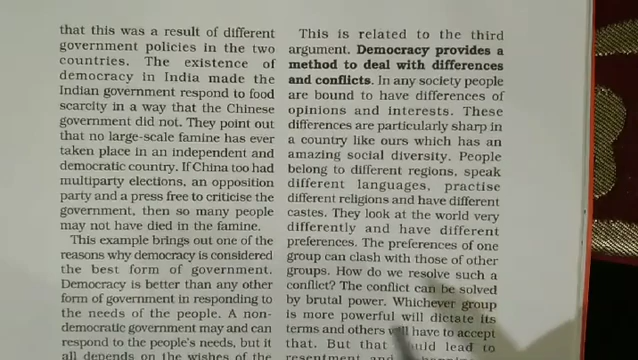 that this was a result of different
government policies in the two
countries. The existence of
democracy in India made the
Indian government respond to food
scarcity in a way that the Chinese
government did not. They point out
that no large-scale famine has ever
taken place in an independent and
democratic country. If China too had
multiparty elections, an opposition
party and a press free to criticise the
government, then so many people
may not have died in the famine.
This example brings out one of the
reasons why democracy is considered
the best form of government.
Democracy is better than any other
form of government in responding to
the needs of the people. A non-
democratic government may and can
respond to the people's needs, but it
all depends on the wishes of the
This is related to the third
argument. Democracy provides a
method to deal with differences
and conflicts. In any society people
are bound to have differences of
opinions and interests. These
differences are particularly sharp in
a country like ours which has an
amazing social diversity. People
belong to different regions, speak
different languages, practise
different religions and have different
castes. They look at the world very
differently and have different
preferences. The preferences of one
group can clash with those of other
groups. How do we resolve such a
conflict? The conflict can be solved
by brutal power. Whichever group
is more powerful will dictate its
terms and others will have to accept
that. But that would lead to
resentment and